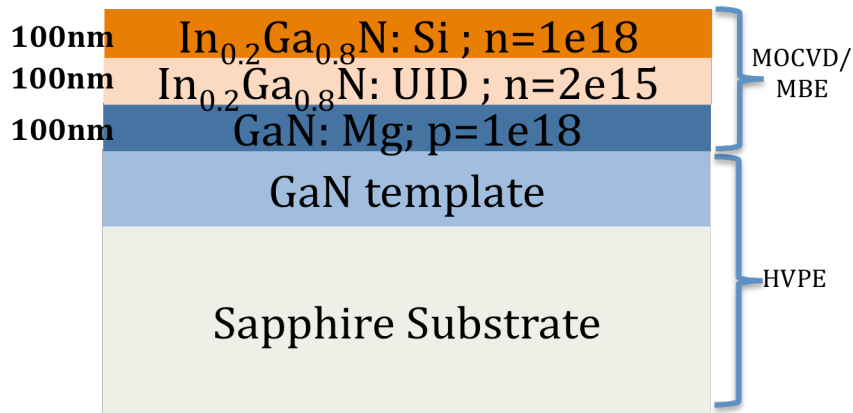 100nm In₀.₂Ga₀.₈N: Si ; n=1e18
100nm In₀.₂Ga₀.₈N: UID ; n=2e15
100nm GaN: Mg; p=1e18
MOCVD/
MBE
GaN template
HVPE
Sapphire Substrate